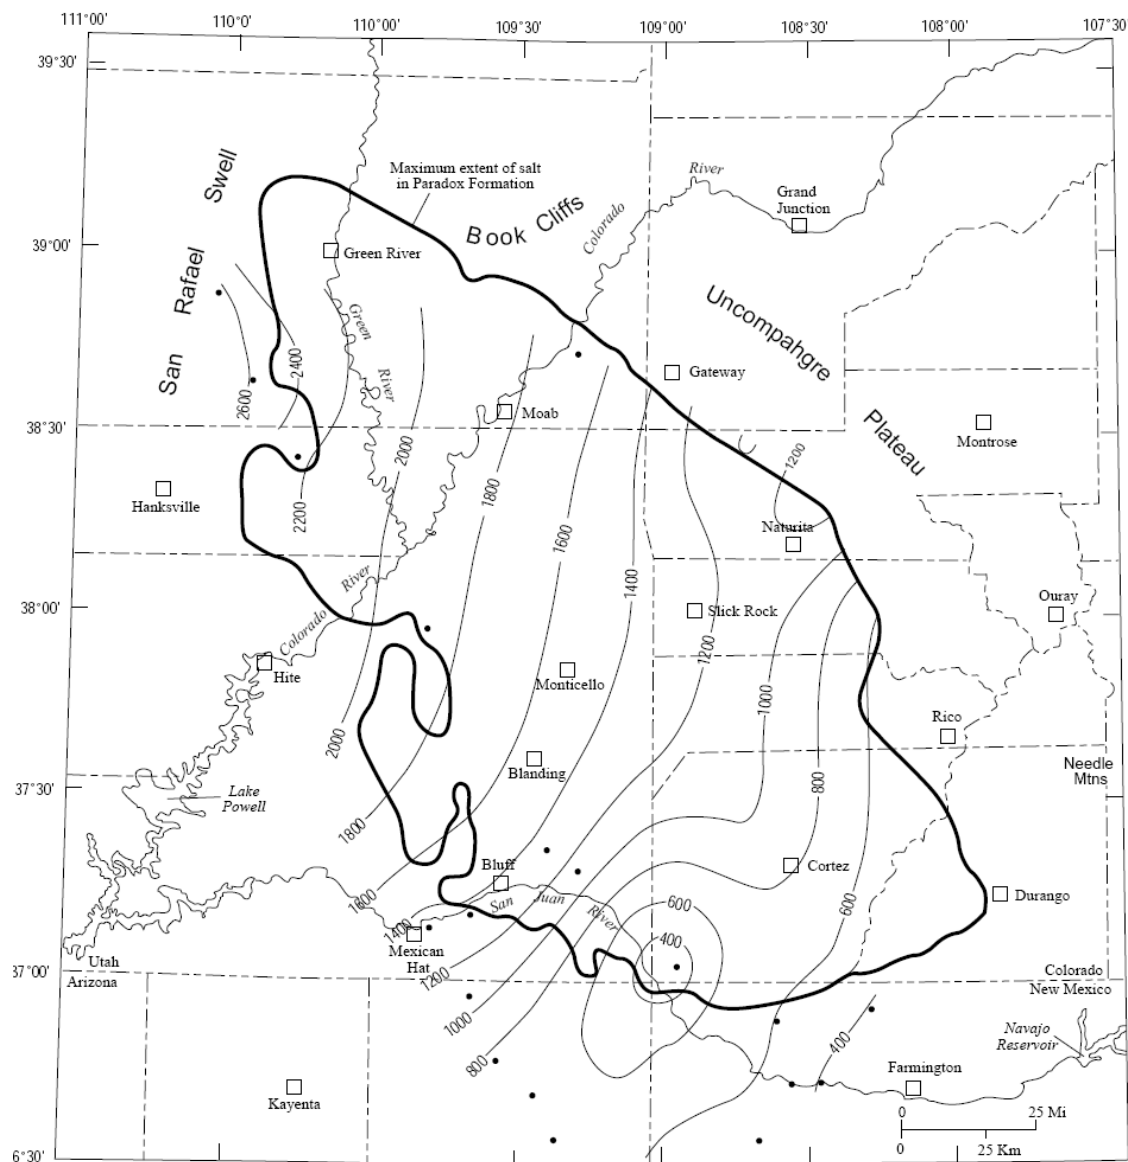 111°00'
110°0'
110°00'
109°30'
109°00'
108°30'
108°00'
107°30
39°30'
39°00'
38°30'
38°00'
37°30'
37°00'
6°30'
San Rafael Swell
Maximum extent of salt
in Paradox Formation
Book Cliffs
Colorado
River
Grand
Junction
Green River
Green
River
Uncompahgre
Plateau
Gateway
Moab
Montrose
2600
2400
2200
2000
1800
1600
1400
1200
1200
Hanksville
Naturita
Slick Rock
Ouray
Colorado
River
Hite
Monticello
1000
800
Rico
2000
Needle
Mtns
Lake
Powell
Blanding
1800
Bluff
Cortez
Durango
San
Juan
River
600
600
400
1600
1400
Mexican
Hat
1200
1000
800
Utah
Arizona
Colorado
New Mexico
Navajo
Reservoir
400
Farmington
Kayenta
0
25 Mi
0
25 Km